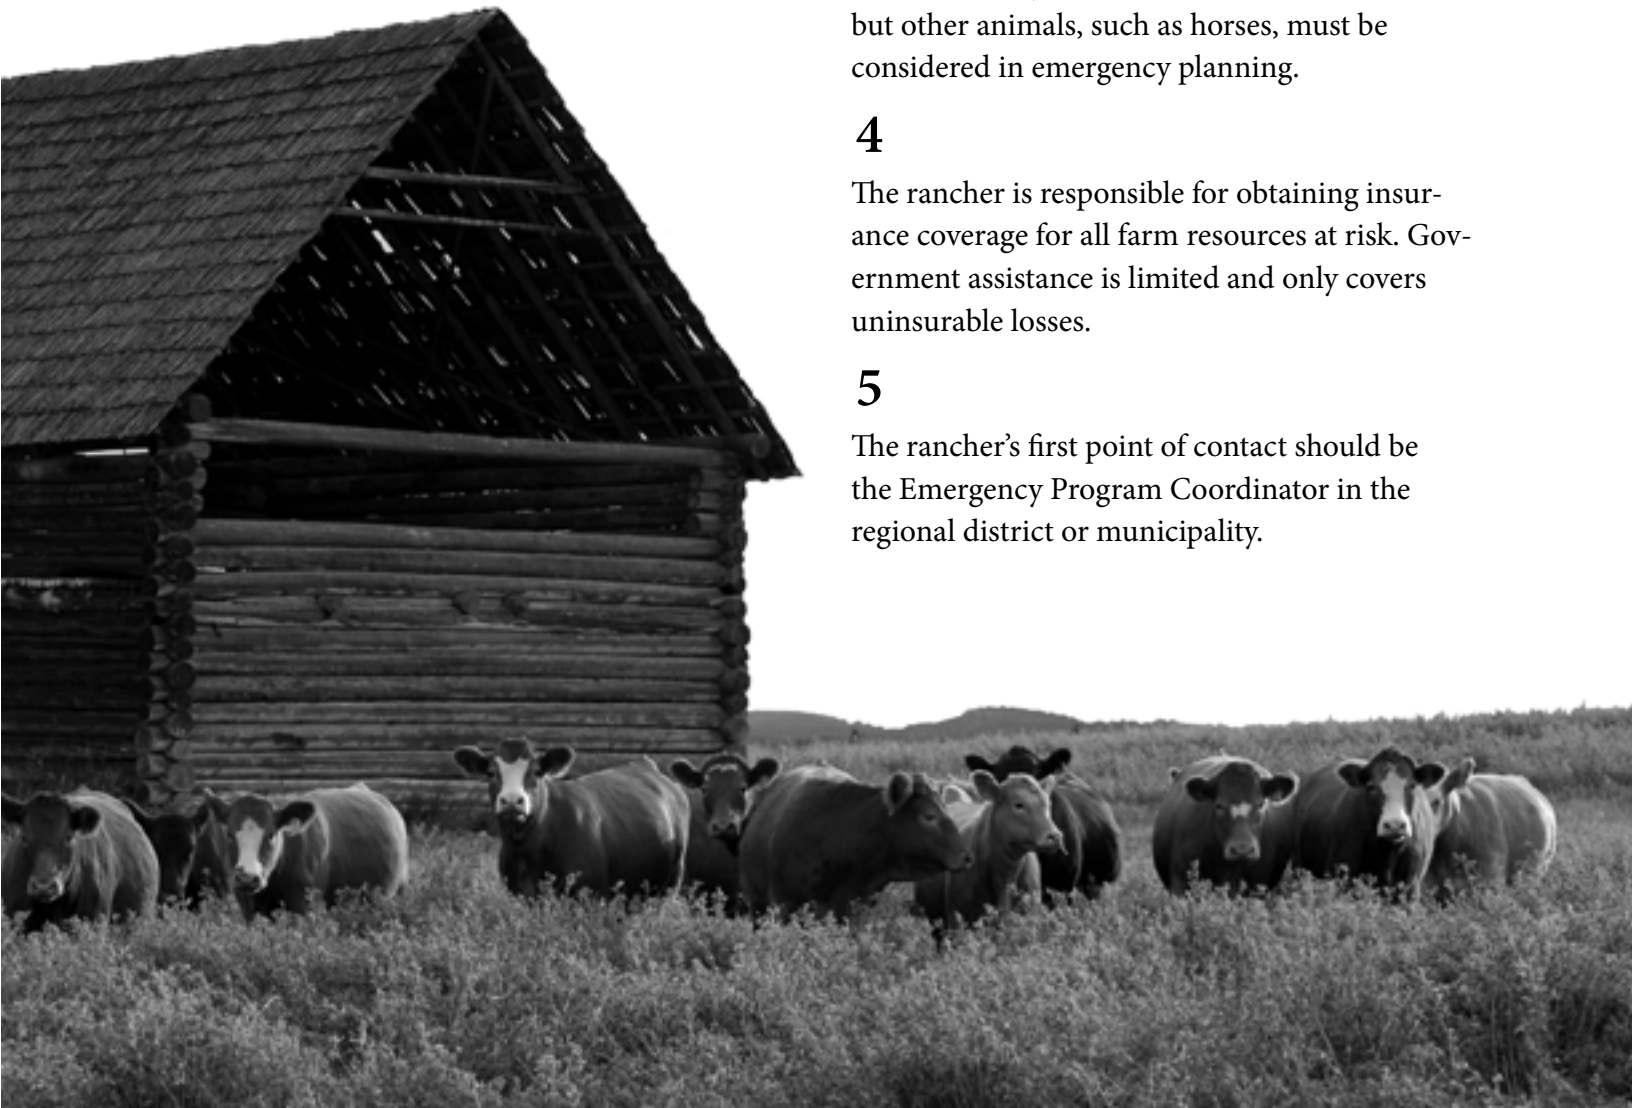 but other animals, such as horses, must be
considered in emergency planning.
4
The rancher is responsible for obtaining insur-
ance coverage for all farm resources at risk. Gov-
ernment assistance is limited and only covers
uninsurable losses.
5
The rancher’s first point of contact should be
the Emergency Program Coordinator in the
regional district or municipality.